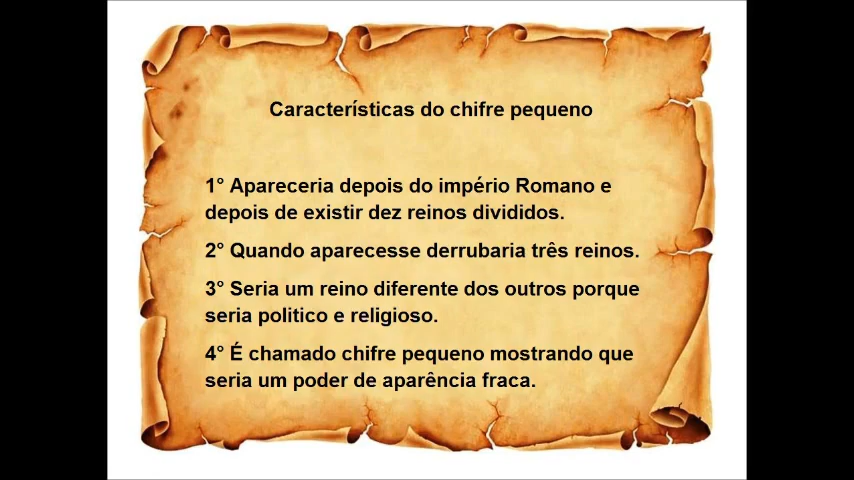 Características do chifre pequeno
1° Apareceria depois do império Romano e
depois de existir dez reinos divididos.
2° Quando aparecesse derrubaria três reinos.
3° Seria um reino diferente dos outros porque
seria politico e religioso.
4° É chamado chifre pequeno mostrando que
seria um poder de aparência fraca.